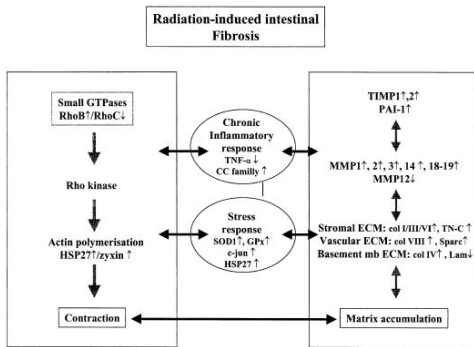 Radiation-induced intestinal
Fibrosis
Small GTPases
RhoB↑/RhoC↓
Rho kinase
Actin polymerisation
HSP27↑/zyxin ↑
Contraction
Chronic
Inflammatory
response
TNF-α ↓
CC familly ↑
Stress
response
SOD1↑, GPx↑
c-jun ↑
HSP27 ↑
TIMP1↑,2↑
PAI-1↑
MMP1↑, 2↑, 3↑, 14 ↑, 18-19↑
MMP12↓
Stromal ECM: col I/III/VI↑, TN-C ↑
Vascular ECM: col VIII ↑, Sparc↑
Basement mb ECM: col IV↑, Lam↓
Matrix accumulation